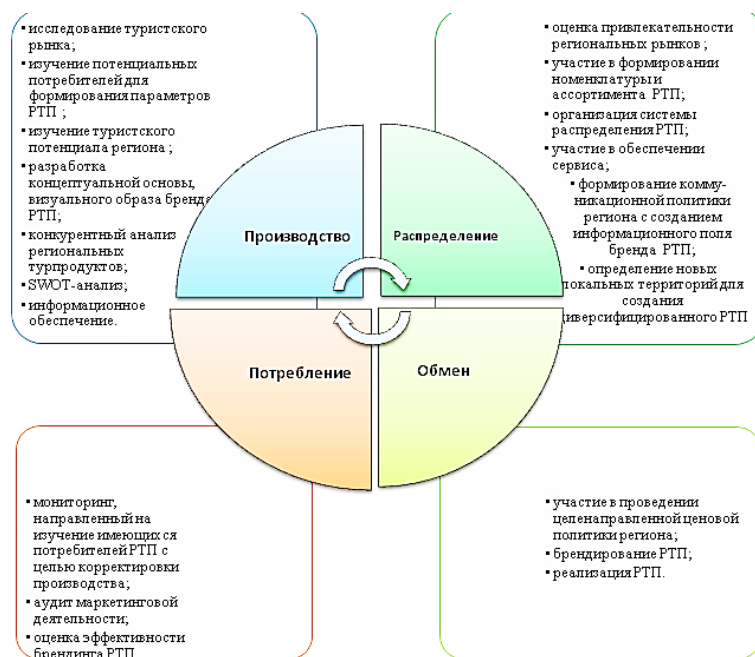 • исследование туристского
рынка;
• изучение потенциальных
потребителей для
формирования параметров
РТП ;
• изучение туристского
потенциала региона ;
• разработка
концептуальной основы,
визуального образа бренда
РТП;
• конкурентный анализ
региональных
турпродуктов;
• SWOT-анализ;
• информационное
обеспечение.
• оценка привлекательности
региональных рынков ;
• участие в формировании
номенклатуры и
ассортимента РТП;
• организация системы
распределения РТП;
• участие в обеспечении
сервиса;
• формирование комму-
никационной политики
региона с созданием
информационного поля
бренда РТП;
• определение новых
локальных территорий для
создания
диверсифицированного РТП
Производство
Распределение
Потребление
Обмен
• мониторинг,
направленный на
изучение имеющихся
потребителей РТП с
целью корректировки
производства;
• аудит маркетинговой
деятельности;
• оценка эффективности
брендинга РТП
• участие в проведении
целенаправленной ценовой
политики региона;
• брендирование РТП;
• реализация РТП.